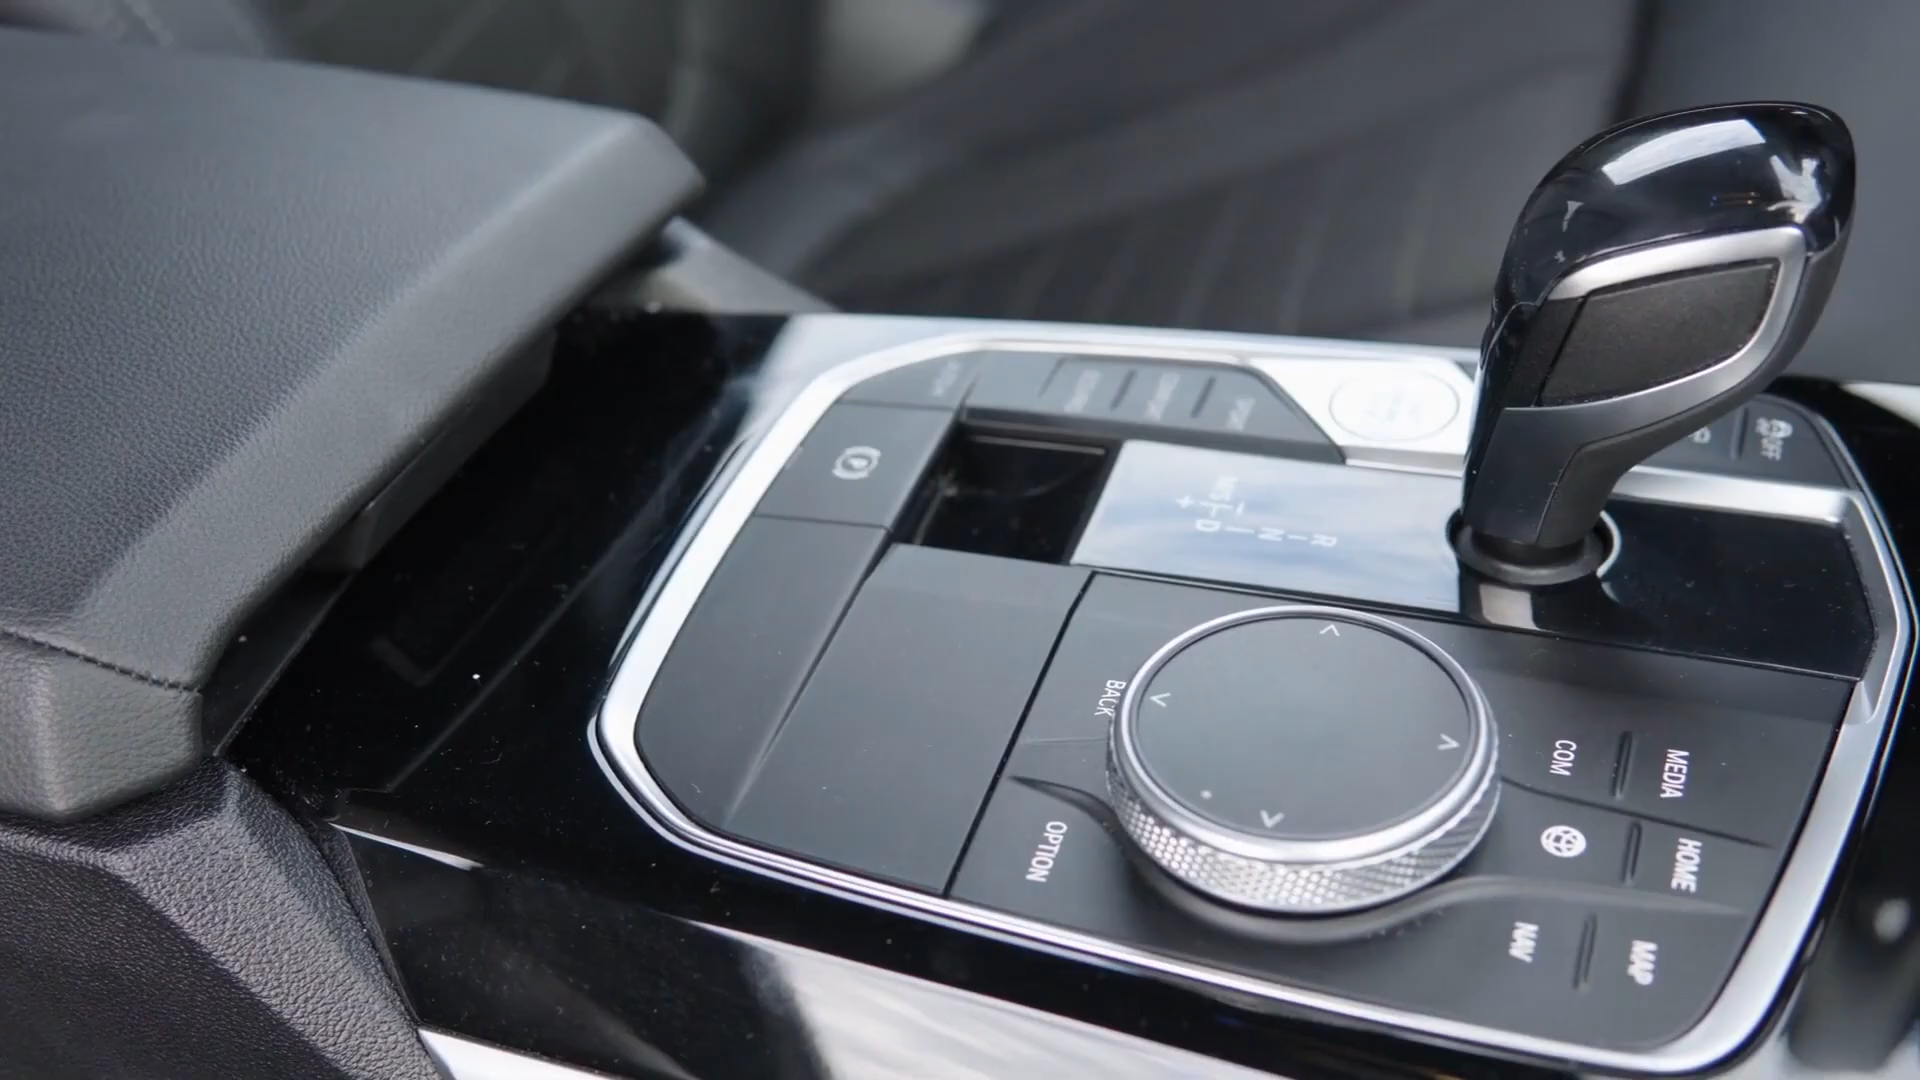 M/S
+
-
D
N
R
P
OFF
BACK
OPTION
COM
MEDIA
HOME
NAV
MAP